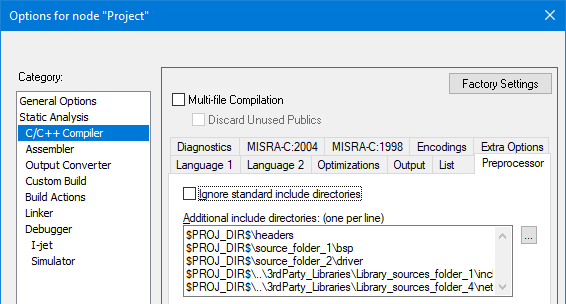 Options for node "Project"
Category:
General Options
Static Analysis
C/C++ Compiler
Assembler
Output Converter
Custom Build
Build Actions
Linker
Debugger
I-jet
Simulator
Factory Settings
Multi-file Compilation
Discard Unused Publics
Diagnostics MISRA-C:2004 MISRA-C:1998 Encodings Extra Options
Language 1 Language 2 Optimizations Output List Preprocessor
Ignore standard include directories
Additional include directories: (one per line)
$PROJ_DIR$\headers
$PROJ_DIR$\source_folder_1\bsp
$PROJ_DIR$\source_folder_2\driver
$PROJ_DIR$\..\3rdParty_Libraries\Library_sources_folder_1\incl
$PROJ_DIR$\..\3rdParty_Libraries\Library_sources_folder_4\net
...